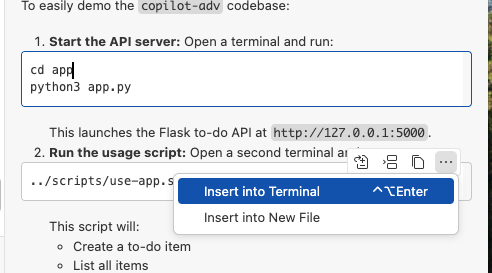 To easily demo the copilot-adv codebase:
1. Start the API server: Open a terminal and run:
cd app
python3 app.py
This launches the Flask to-do API at http://127.0.0.1:5000.
2. Run the usage script: Open a second terminal
../scripts/use-app.s
Insert into Terminal ⌃⌥Enter
Insert into New File
This script will:
Create a to-do item
List all items